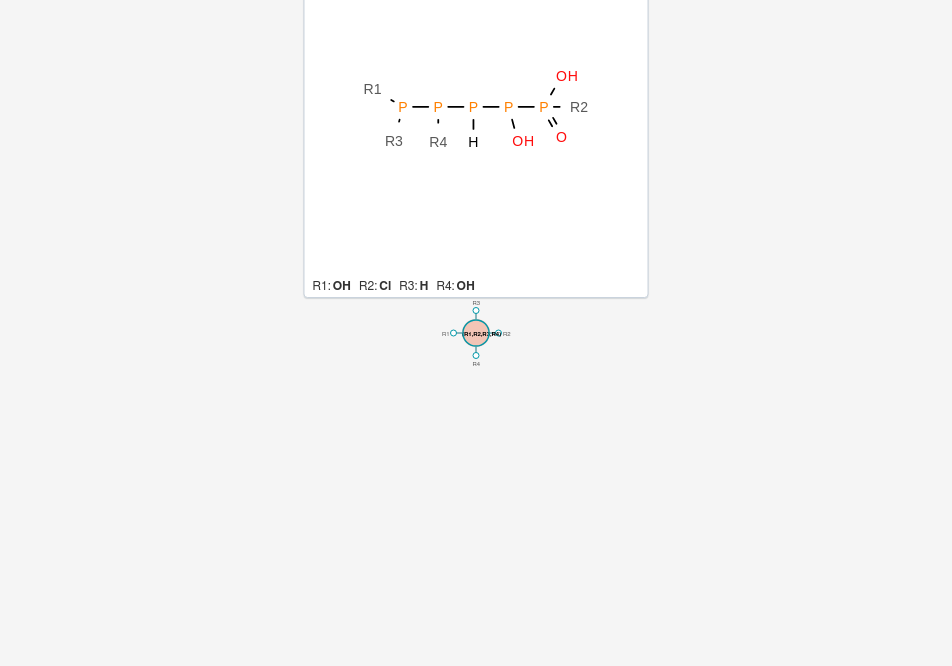 OH
R1
P P P P P R2
R3 R4 H OH O
R1: OH R2: Cl R3: H R4: OH
R3
R1 R1,R2,R3,R4 R2
R4